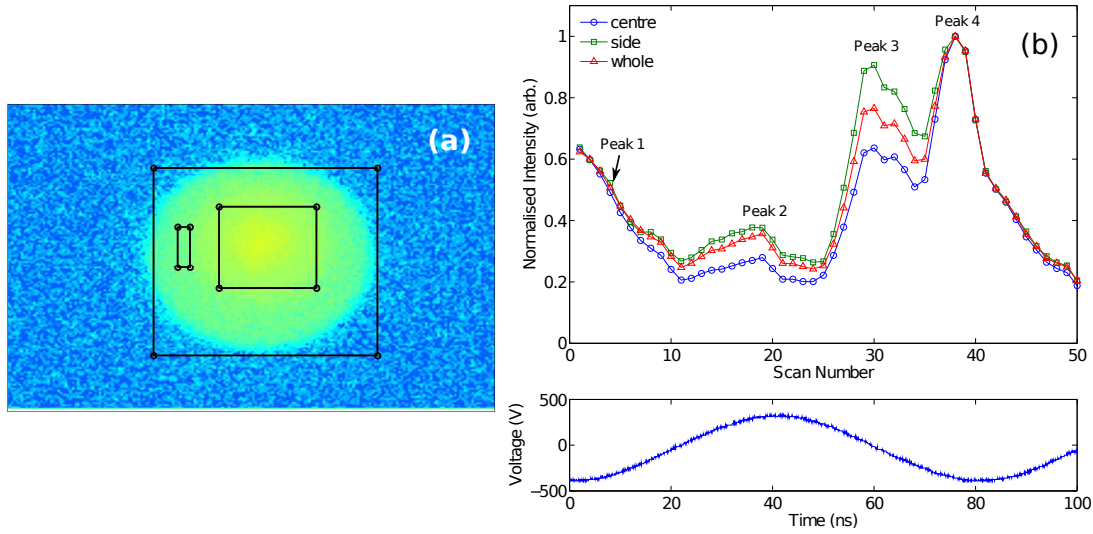 (a)
(b)
centre
side
whole
Peak 1
Peak 2
Peak 3
Peak 4
Normalised Intensity (arb.)
1
0.8
0.6
0.4
0.2
0
0 10 20 30 40 50
Scan Number
Voltage (V)
500
0
−500
0 20 40 60 80 100
Time (ns)